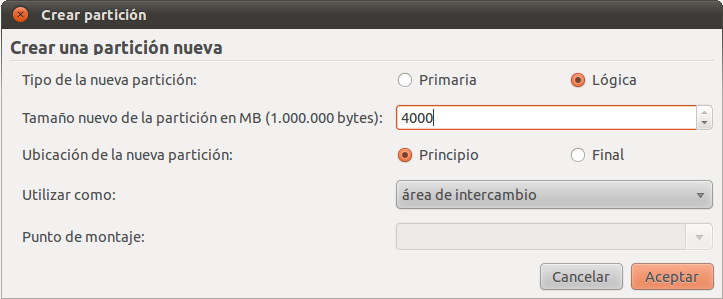 Crear partición
Crear una partición nueva
Tipo de la nueva partición: Primaria Lógica
Tamaño nuevo de la partición en MB (1.000.000 bytes): 4000
Ubicación de la nueva partición: Principio Final
Utilizar como: área de intercambio
Punto de montaje:
Cancelar Aceptar